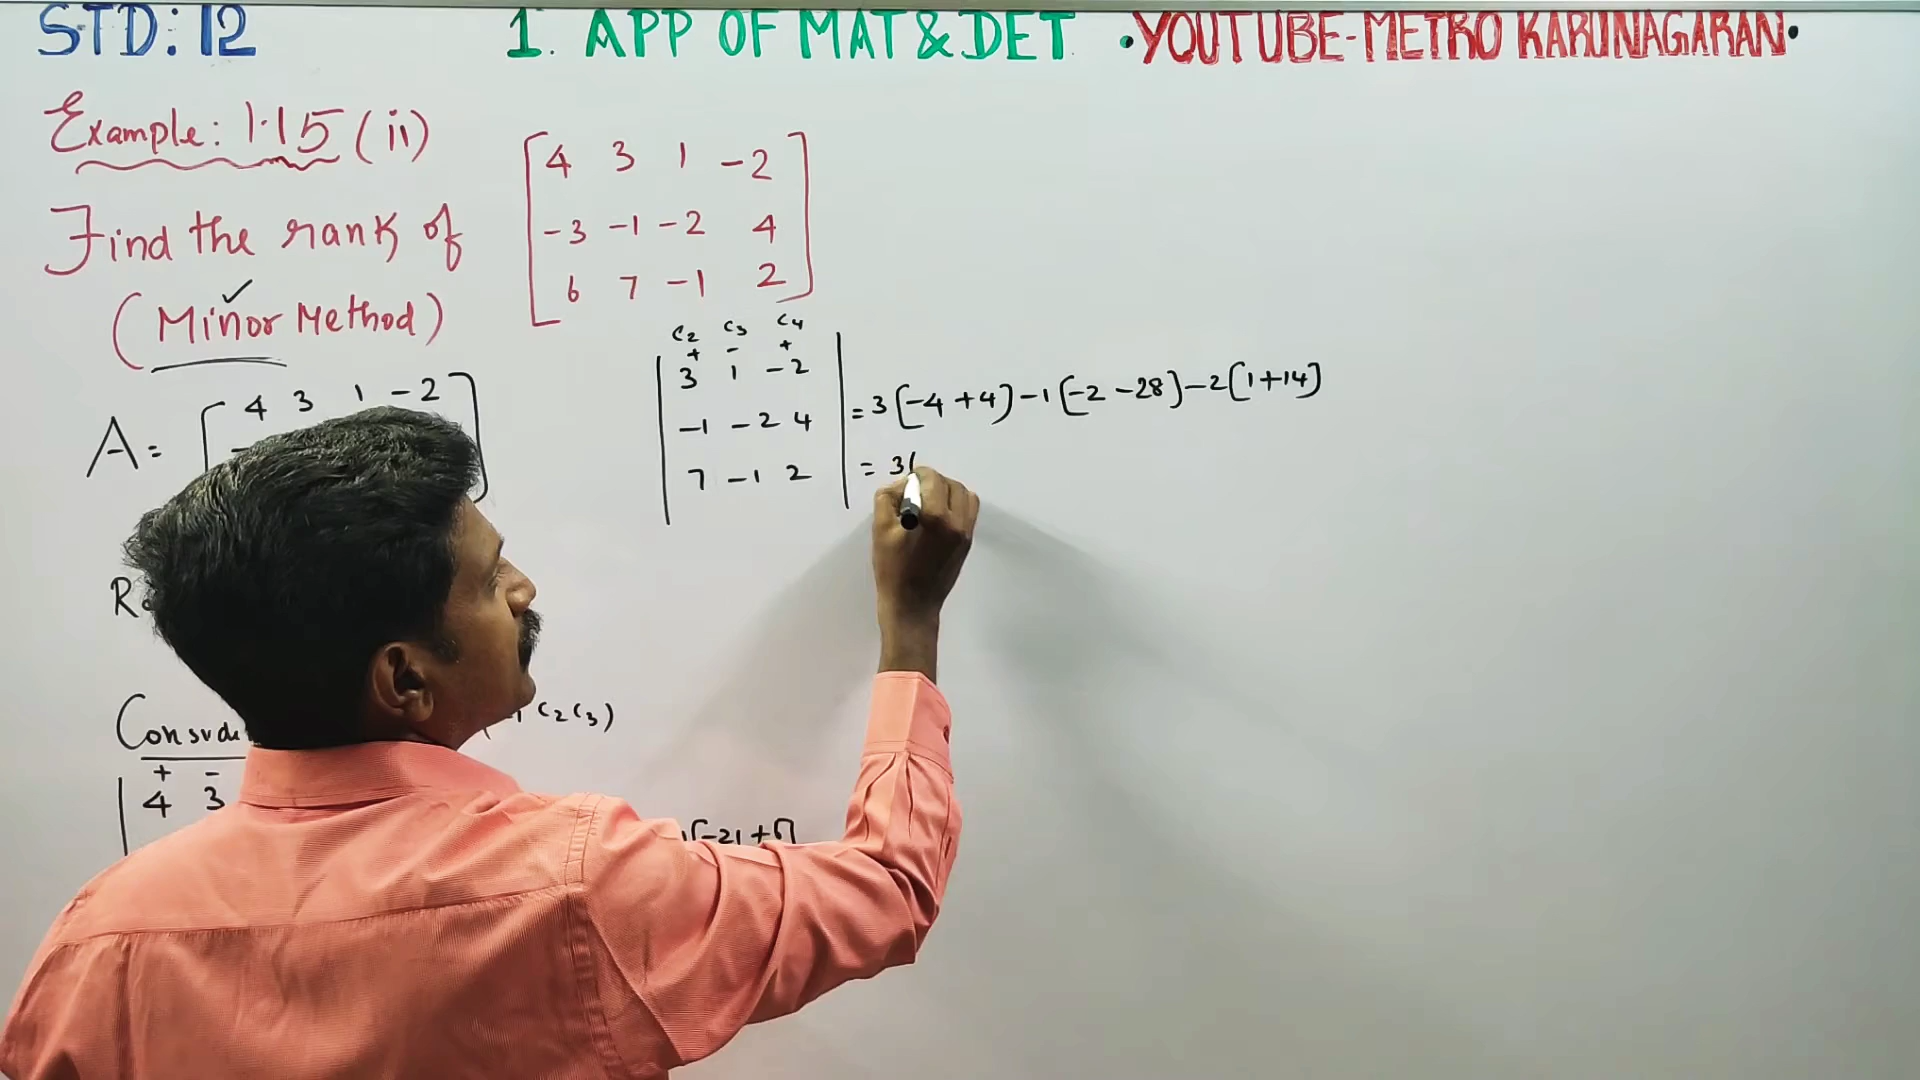 STD: 12
1. APP OF MAT & DET
•YOUTUBE-METRO KARUNAGARAN•
Example: 1.15 (ii)
Find the rank of
(Minor Method)
4 3 1 -2
-3 -1 -2 4
6 7 -1 2
A = 4 3 1 -2
C2 C3 C4
+ - +
3 1 -2
-1 -2 4
7 -1 2
= 3[-4 +4] -1[-2 -28] -2[1+14]
= 3(
C2 C3)
+ -
4 3
[-21 + 6]